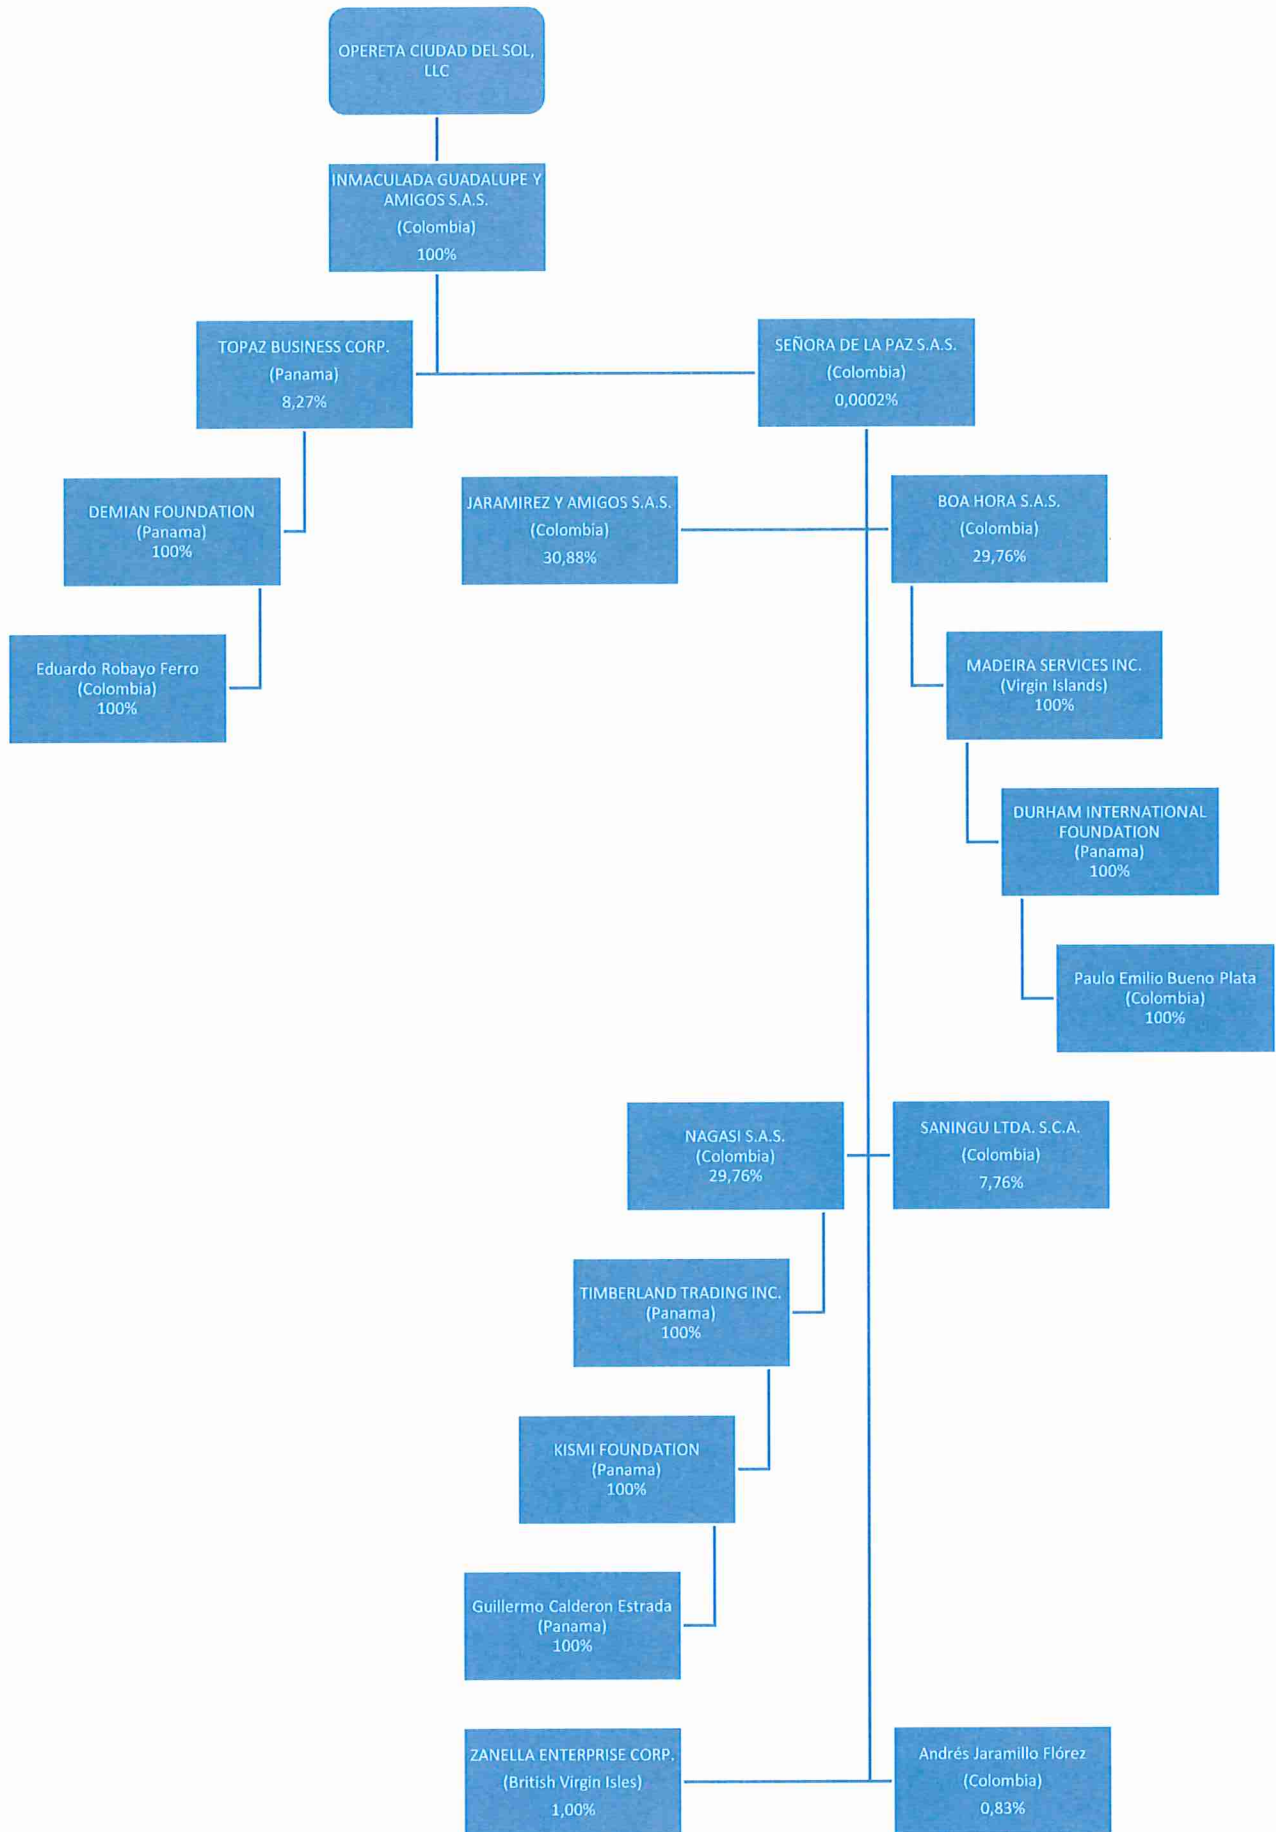 OPERETA CIUDAD DEL SOL,
LLC
INMACULADA GUADALUPE Y
AMIGOS S.A.S.
(Colombia)
100%
TOPAZ BUSINESS CORP.
(Panama)
8,27%
SEÑORA DE LA PAZ S.A.S.
(Colombia)
0,0002%
DEMIAN FOUNDATION
(Panama)
100%
JARAMIREZ Y AMIGOS S.A.S.
(Colombia)
30,88%
BOA HORA S.A.S.
(Colombia)
29,76%
Eduardo Robayo Ferro
(Colombia)
100%
MADEIRA SERVICES INC.
(Virgin Islands)
100%
DURHAM INTERNATIONAL
FOUNDATION
(Panama)
100%
Paulo Emilio Bueno Plata
(Colombia)
100%
NAGASI S.A.S.
(Colombia)
29,76%
SANINGU LTDA. S.C.A.
(Colombia)
7,76%
TIMBERLAND TRADING INC.
(Panama)
100%
KISMI FOUNDATION
(Panama)
100%
Guillermo Calderon Estrada
(Panama)
100%
ZANELLA ENTERPRISE CORP.
(British Virgin Isles)
1,00%
Andrés Jaramillo Flórez
(Colombia)
0,83%